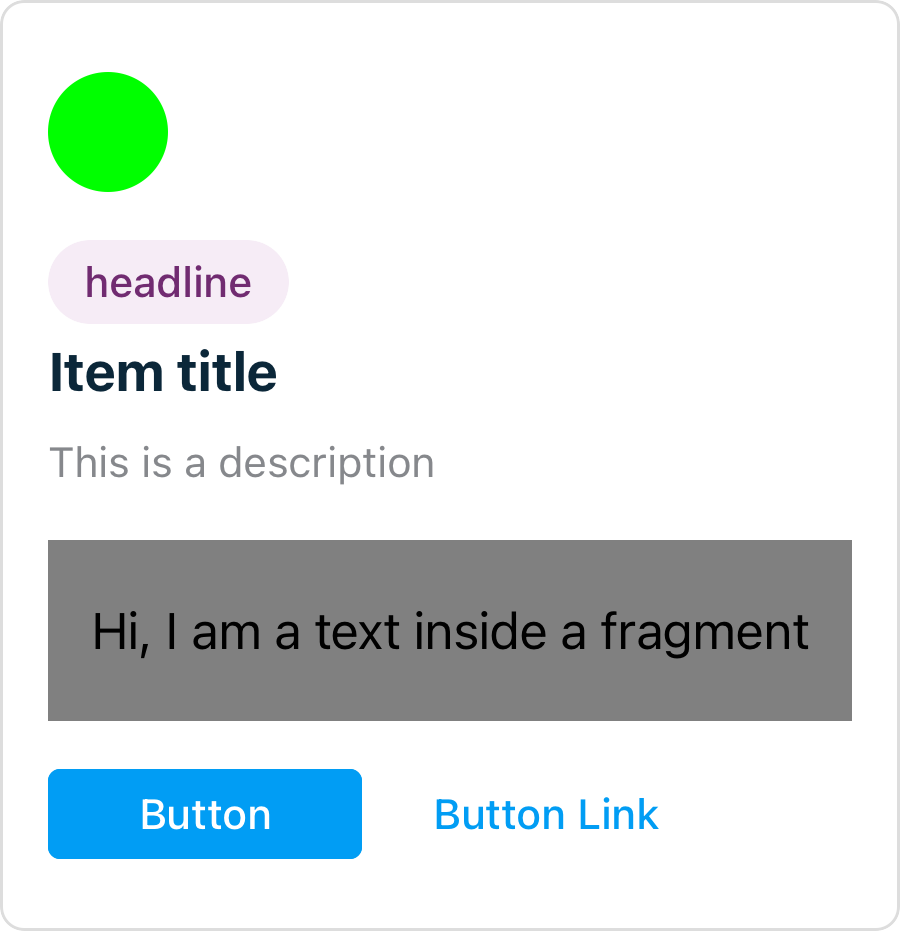 headline
Item title
This is a description
Hi, I am a text inside a fragment
Button
Button Link